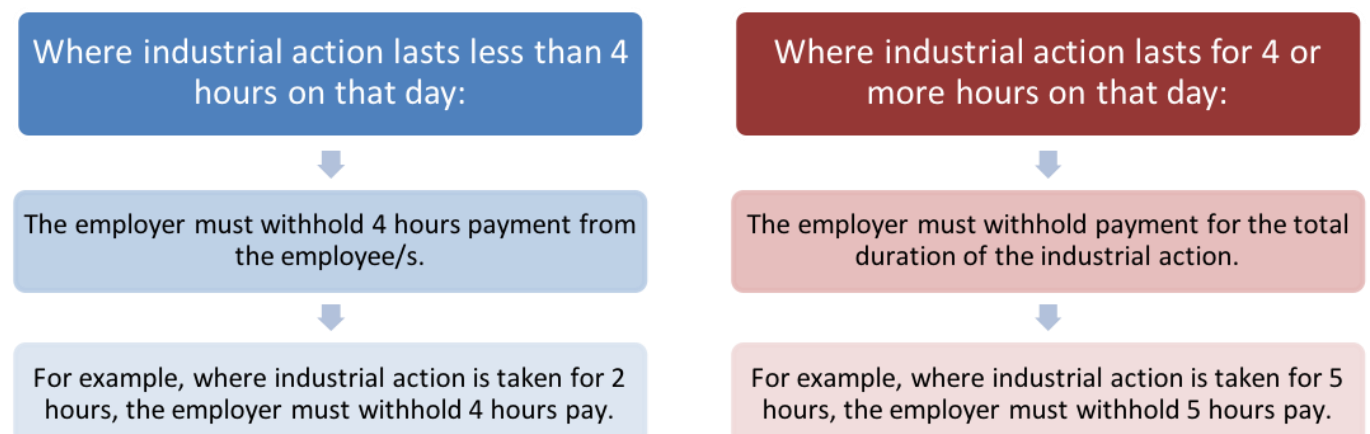 Where industrial action lasts less than 4
hours on that day:
The employer must withhold 4 hours payment from
the employee/s.
For example, where industrial action is taken for 2
hours, the employer must withhold 4 hours pay.
Where industrial action lasts for 4 or
more hours on that day:
The employer must withhold payment for the total
duration of the industrial action.
For example, where industrial action is taken for 5
hours, the employer must withhold 5 hours pay.